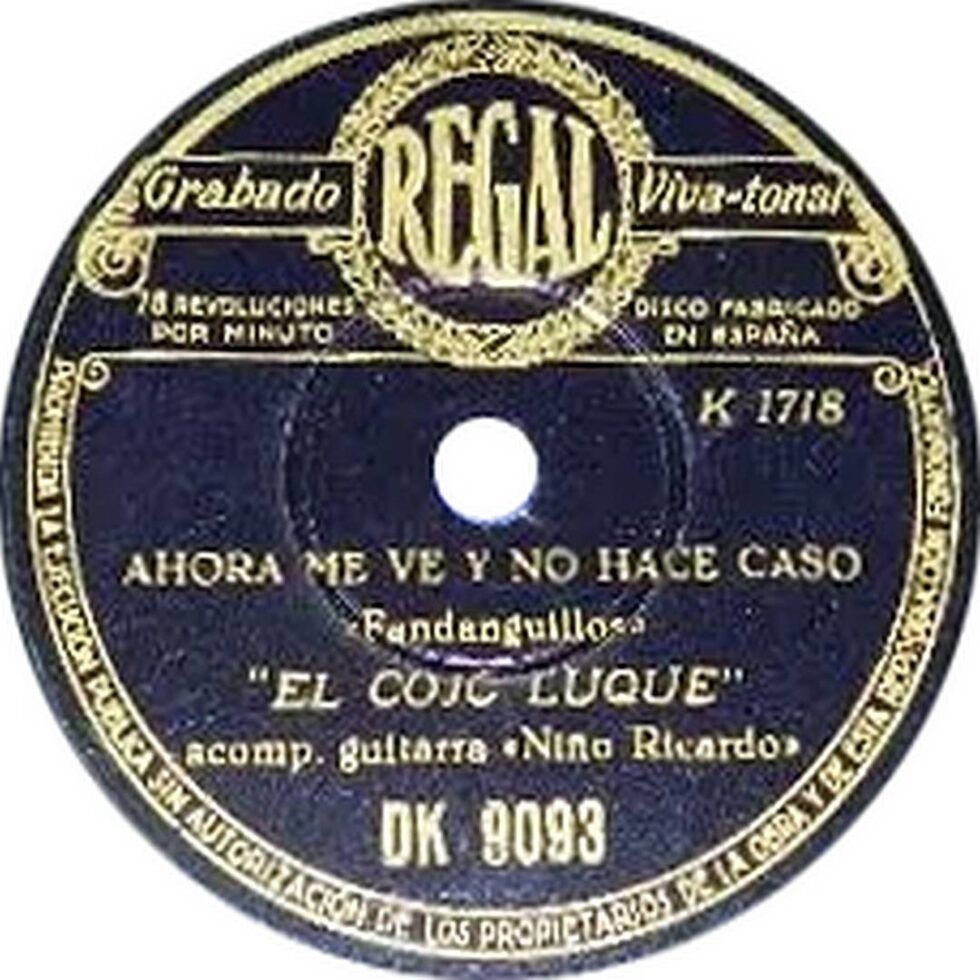 REGAL
Grabado Viva-tonal
78 REVOLUCIONES POR MINUTO
DISCO FABRICADO EN ESPAÑA
K 1718
AHORA ME VE Y NO HACE CASO
«Fandanguillos»
"EL COJO LUQUE"
acomp. guitarra «Niño Ricardo»
DK 9093
PROHIBIDA LA EJECUCIÓN PUBLICA SIN AUTORIZACIÓN DE LOS PROPIETARIOS DE LA OBRA Y DE ESTA REPRODUCCIÓN